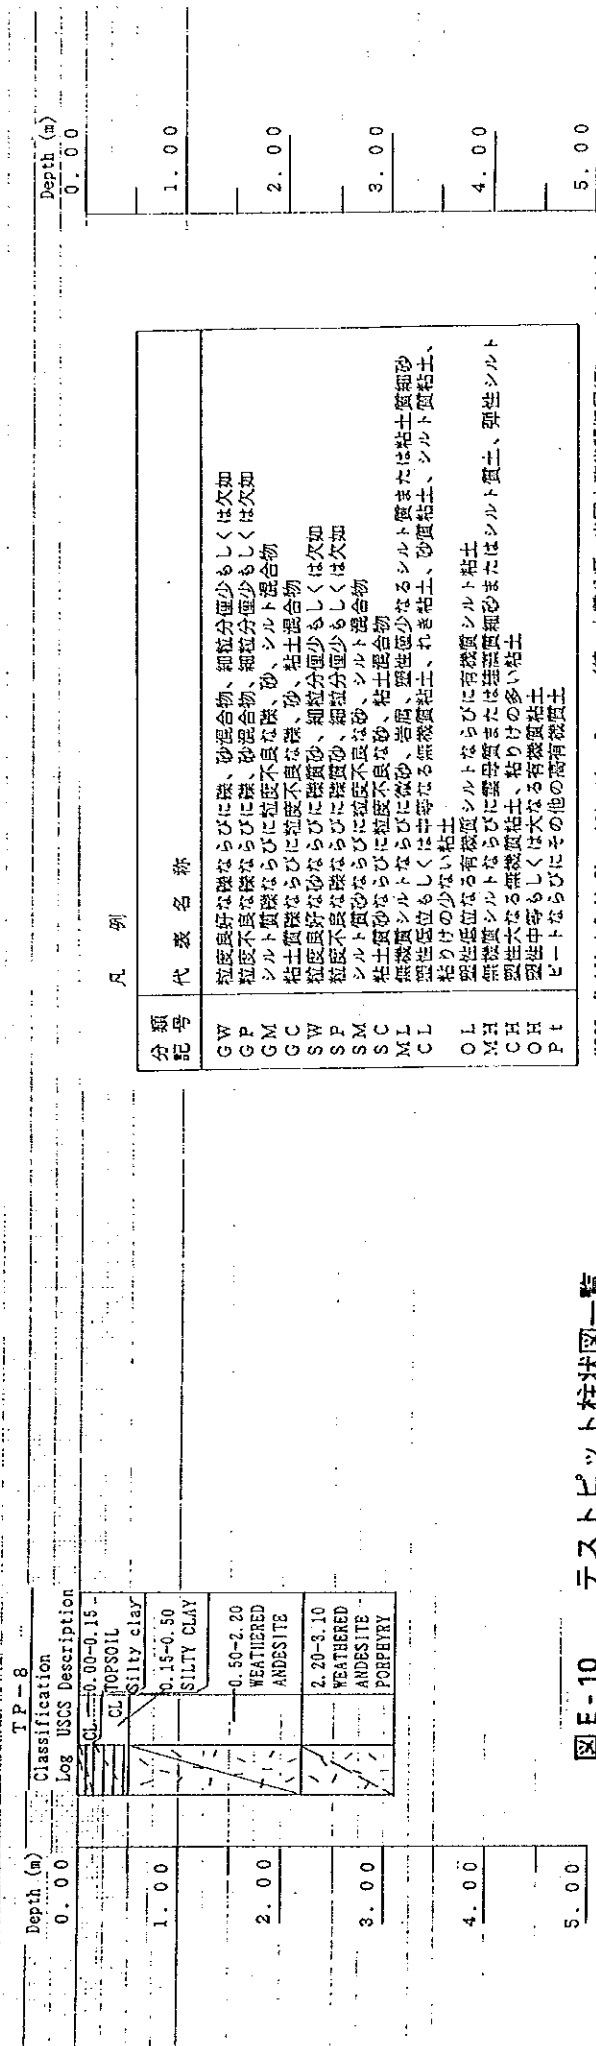 TP-8
Depth (m)
Classification
Log USCS Description
0.00
1.00
2.00
3.00
4.00
5.00
CL
0.00-0.15
TOPSOIL
Silty clay
CL
0.15-0.50
SILTY CLAY
0.50-2.20
WEATHERED
ANDESITE
2.20-3.10
WEATHERED
ANDESITE
PORPHYRY
凡 例
分類
記号
代 表 名 称
GW 粒度良好な礫ならびに礫、砂混合物、細粒分僅少もしくは欠如
GP 粒度不良な礫ならびに礫、砂混合物、細粒分僅少もしくは欠如
GM シルト質礫ならびに粒度不良な礫、砂、シルト混合物
GC 粘土質礫ならびに粒度不良な礫、砂、粘土混合物
SW 粒度良好な砂ならびに礫質砂、細粒分僅少もしくは欠如
SP 粒度不良な礫ならびに礫質砂、細粒分僅少もしくは欠如
SM シルト質砂ならびに粒度不良な砂、シルト混合物
SC 粘土質砂ならびに粒度不良な砂、粘土混合物
ML 無機質シルトならびに微砂、岩屑、塑性僅少なるシルト質または粘土質細砂
CL 塑性低位もしくは中等なる無機質粘土、れき粘土、砂質粘土、シルト質粘土、
粘りけの少ない粘土
OL 塑性低位なる有機質シルトならびに有機質シルト粘土
MH 無機質シルトならびに雲母質または珪藻質細砂またはシルト質土、弾性シルト
CH 塑性大なる無機質粘土、粘りけの多い粘土
OH 塑性中等もしくは大なる有機質粘土
Pt ピートならびにその他の高有機質土
Depth (m)
0.00
1.00
2.00
3.00
4.00
5.00
図E-10 テストピット柱状図一覧